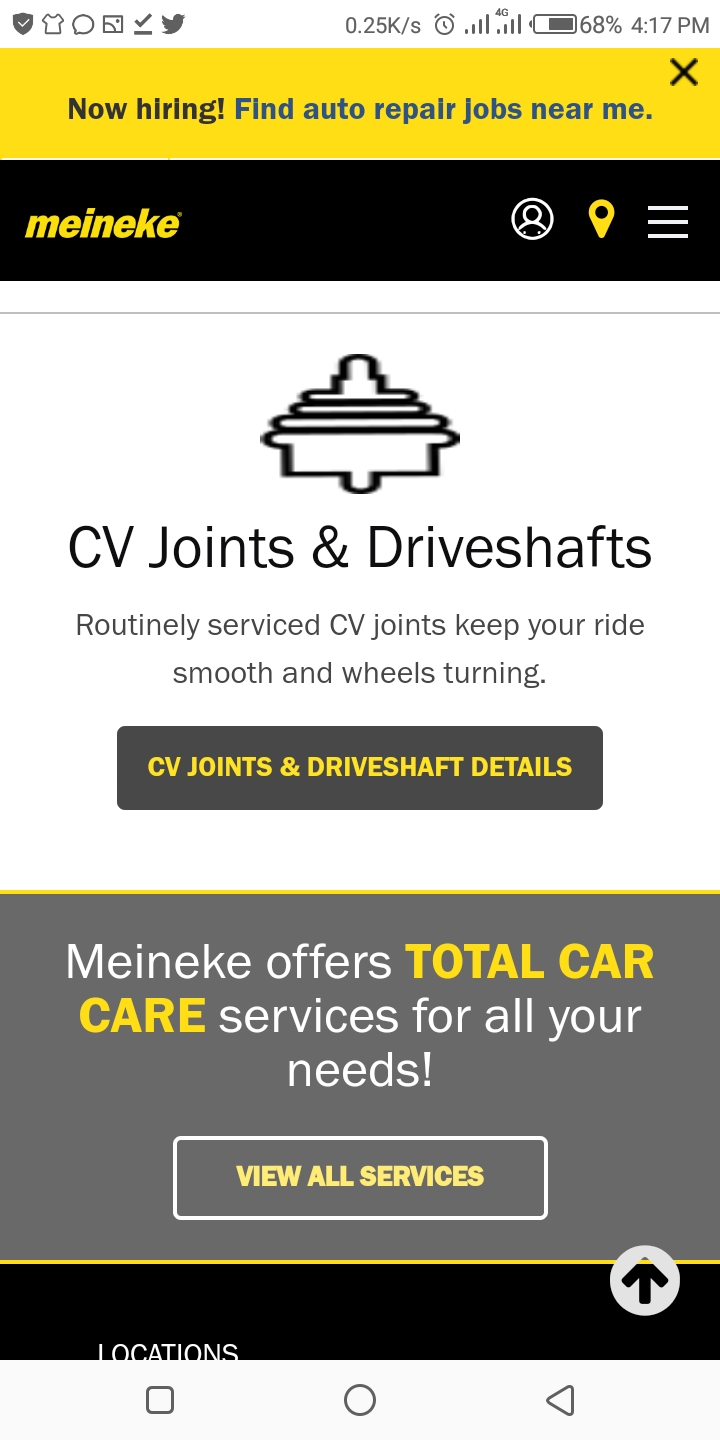 0.25K/s 4G 68% 4:17 PM
Now hiring! Find auto repair jobs near me.
meineke
CV Joints & Driveshafts
Routinely serviced CV joints keep your ride
smooth and wheels turning.
CV JOINTS & DRIVESHAFT DETAILS
Meineke offers TOTAL CAR
CARE services for all your
needs!
VIEW ALL SERVICES
LOCATIONS